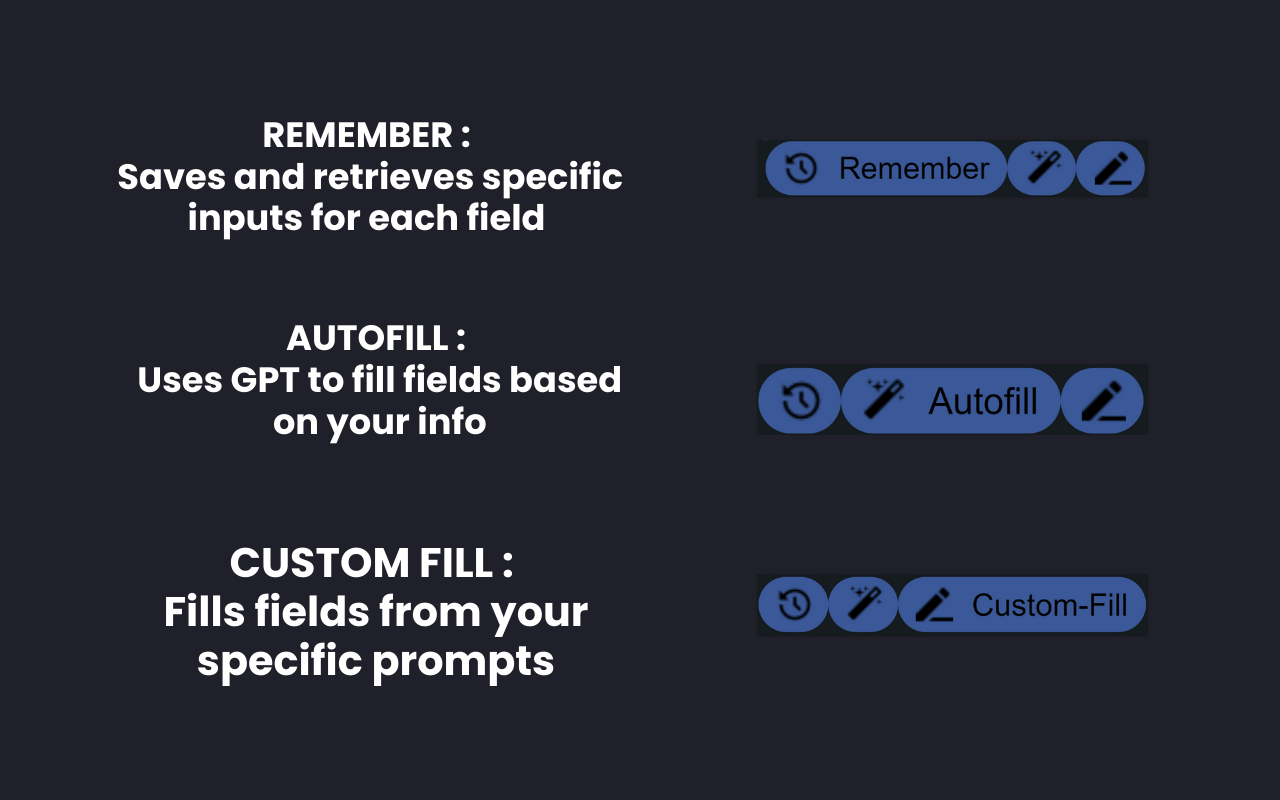 REMEMBER :
Saves and retrieves specific
inputs for each field
Remember
AUTOFILL :
Uses GPT to fill fields based
on your info
Autofill
CUSTOM FILL :
Fills fields from your
specific prompts
Custom-Fill